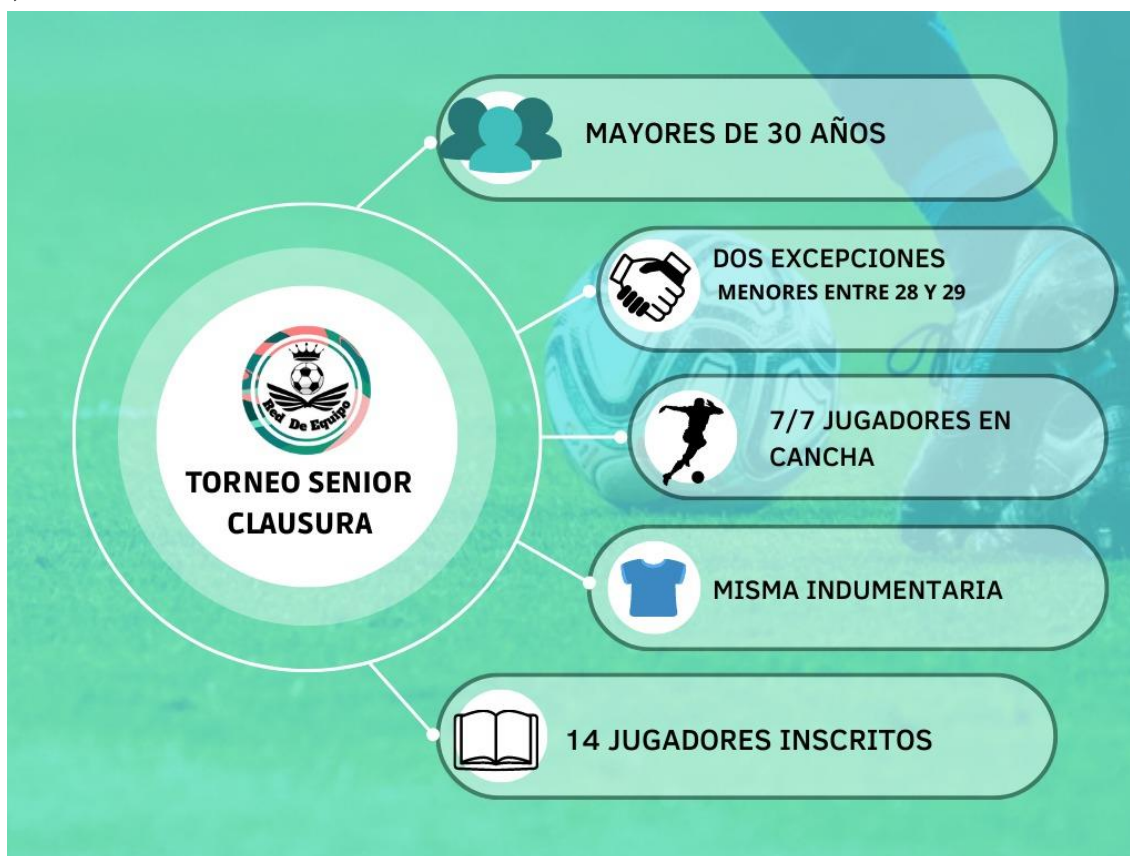 MAYORES DE 30 AÑOS
DOS EXCEPCIONES
MENORES ENTRE 28 Y 29
Red De Equipo
TORNEO SENIOR
CLAUSURA
7/7 JUGADORES EN
CANCHA
MISMA INDUMENTARIA
14 JUGADORES INSCRITOS